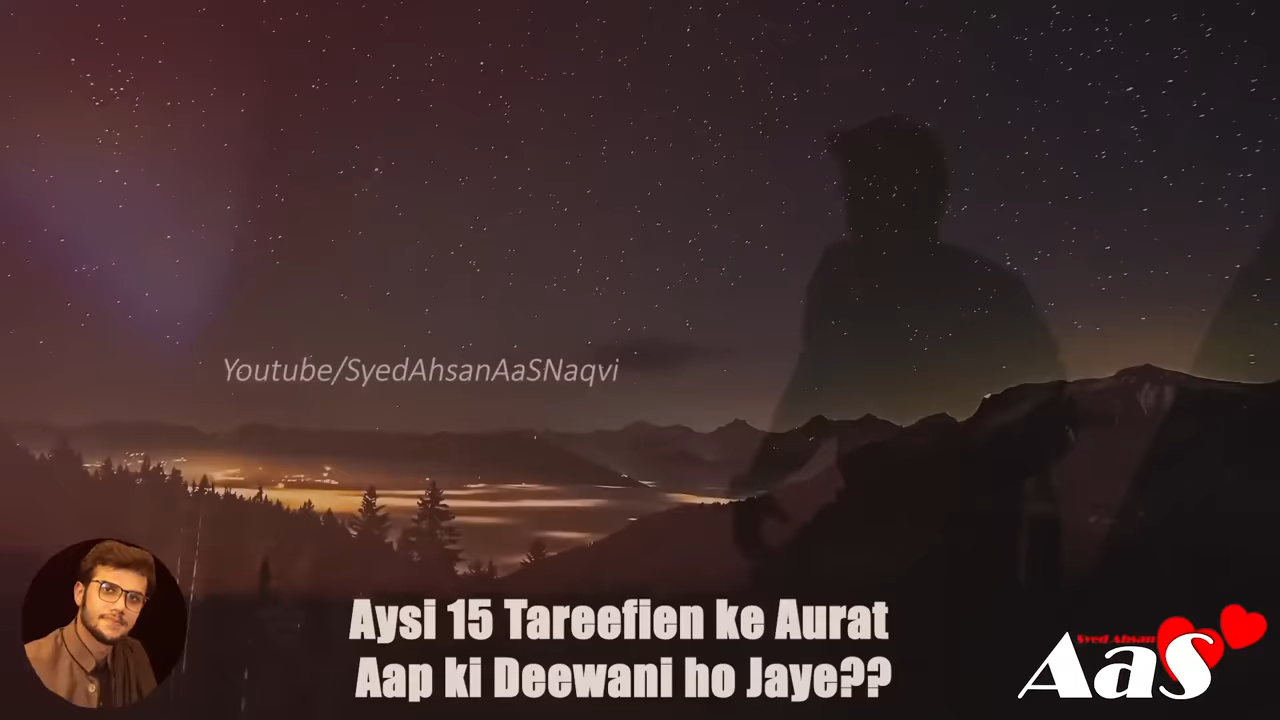 Youtube/SyedAhsanAaSNaqvi
Aysi 15 Tareefien ke Aurat
Aap ki Deewani ho Jaye??
Syed Ahsan
AaS